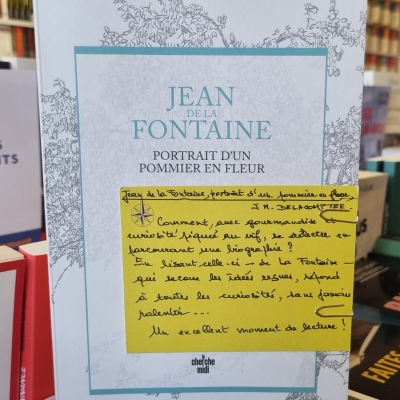 JEAN
DE LA
FONTAINE
PORTRAIT D'UN
POMMIER EN FLEUR
Jean de la Fontaine, portrait d'un pommier en fleur,
J.M. DELACOMPTÉE
Comment, avec gourmandise
curiosité piquée au vif, se délecter en
parcourant une biographie ?
En lisant celle-ci - de La Fontaine -
qui secoue les idées reçues, répond
à toutes les curiosités, sans jamais
ralentir ...
Un excellent moment de lecture !
le
cherche
midi
FAITES